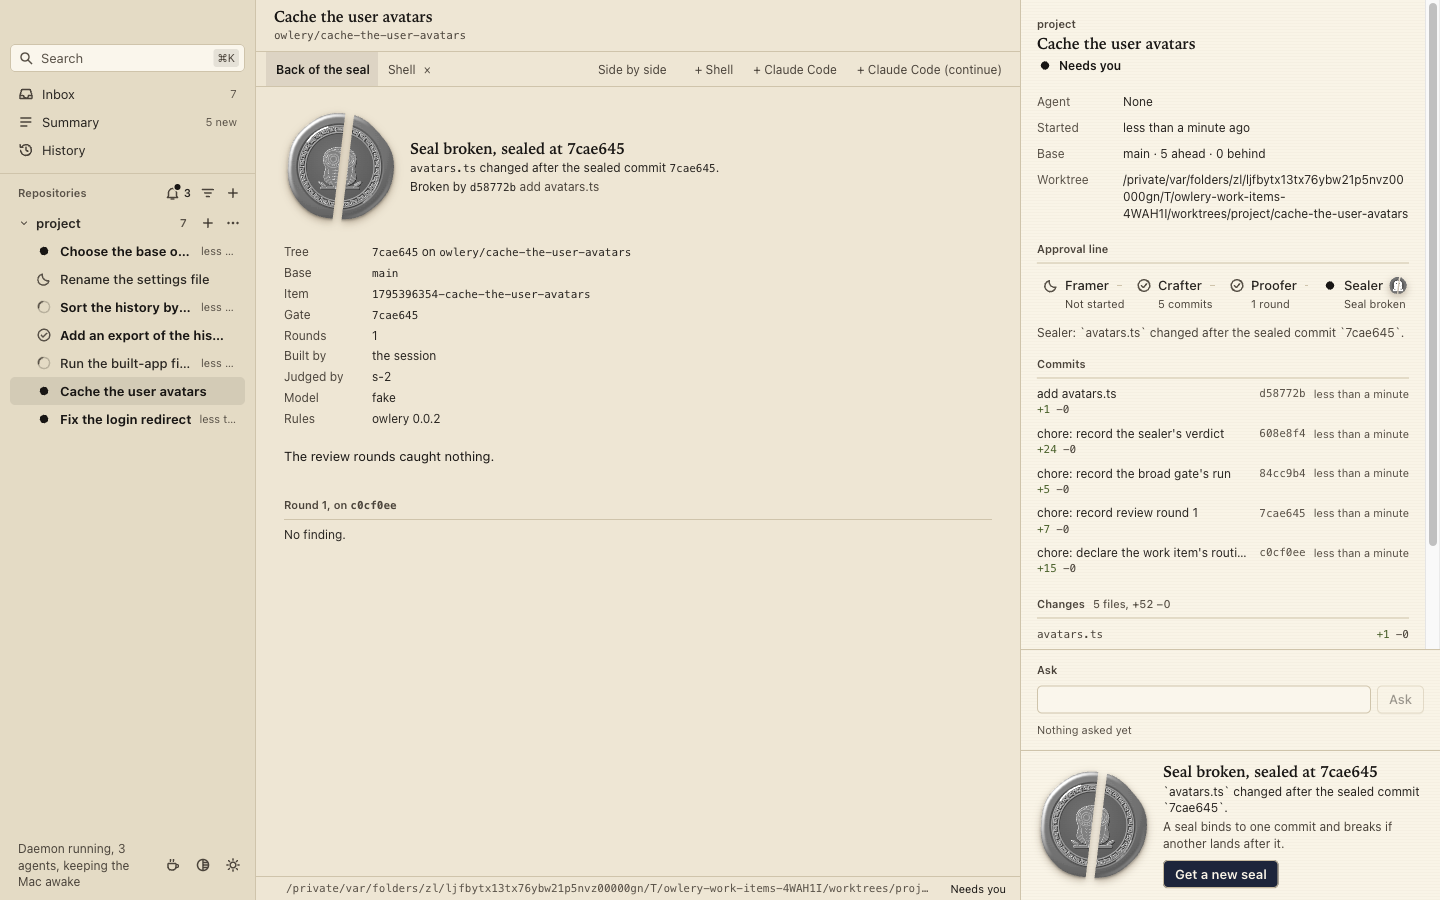 Search ⌘K
Inbox 7
Summary 5 new
History
Repositories 3
project 7
Choose the base o... less ...
Rename the settings file
Sort the history by... less ...
Add an export of the his...
Run the built-app fi... less ...
Cache the user avatars
Fix the login redirect less t...
Daemon running, 3
agents, keeping the
Mac awake
Cache the user avatars
owlery/cache-the-user-avatars
Back of the seal Shell × Side by side + Shell + Claude Code + Claude Code (continue)
Seal broken, sealed at 7cae645
avatars.ts changed after the sealed commit 7cae645.
Broken by d58772b add avatars.ts
Tree 7cae645 on owlery/cache-the-user-avatars
Base main
Item 1795396354-cache-the-user-avatars
Gate 7cae645
Rounds 1
Built by the session
Judged by s-2
Model fake
Rules owlery 0.0.2
The review rounds caught nothing.
Round 1, on c0cf0ee
No finding.
/private/var/folders/zl/ljfbytx13tx76ybw21p5nvz00000gn/T/owlery-work-items-4WAH1I/worktrees/proj… Needs you
project
Cache the user avatars
Needs you
Agent None
Started less than a minute ago
Base main · 5 ahead · 0 behind
Worktree /private/var/folders/zl/ljfbytx13tx76ybw21p5nvz00
000gn/T/owlery-work-items-
4WAH1I/worktrees/project/cache-the-user-avatars
Approval line
Framer Crafter Proofer Sealer
Not started 5 commits 1 round Seal broken
Sealer: `avatars.ts` changed after the sealed commit `7cae645`.
Commits
add avatars.ts d58772b less than a minute
+1 −0
chore: record the sealer's verdict 608e8f4 less than a minute
+24 −0
chore: record the broad gate's run 84cc9b4 less than a minute
+5 −0
chore: record review round 1 7cae645 less than a minute
+7 −0
chore: declare the work item's routi... c0cf0ee less than a minute
+15 −0
Changes 5 files, +52 −0
avatars.ts +1 −0
Ask
Ask
Nothing asked yet
Seal broken, sealed at 7cae645
`avatars.ts` changed after the sealed commit
`7cae645`.
A seal binds to one commit and breaks if
another lands after it.
Get a new seal